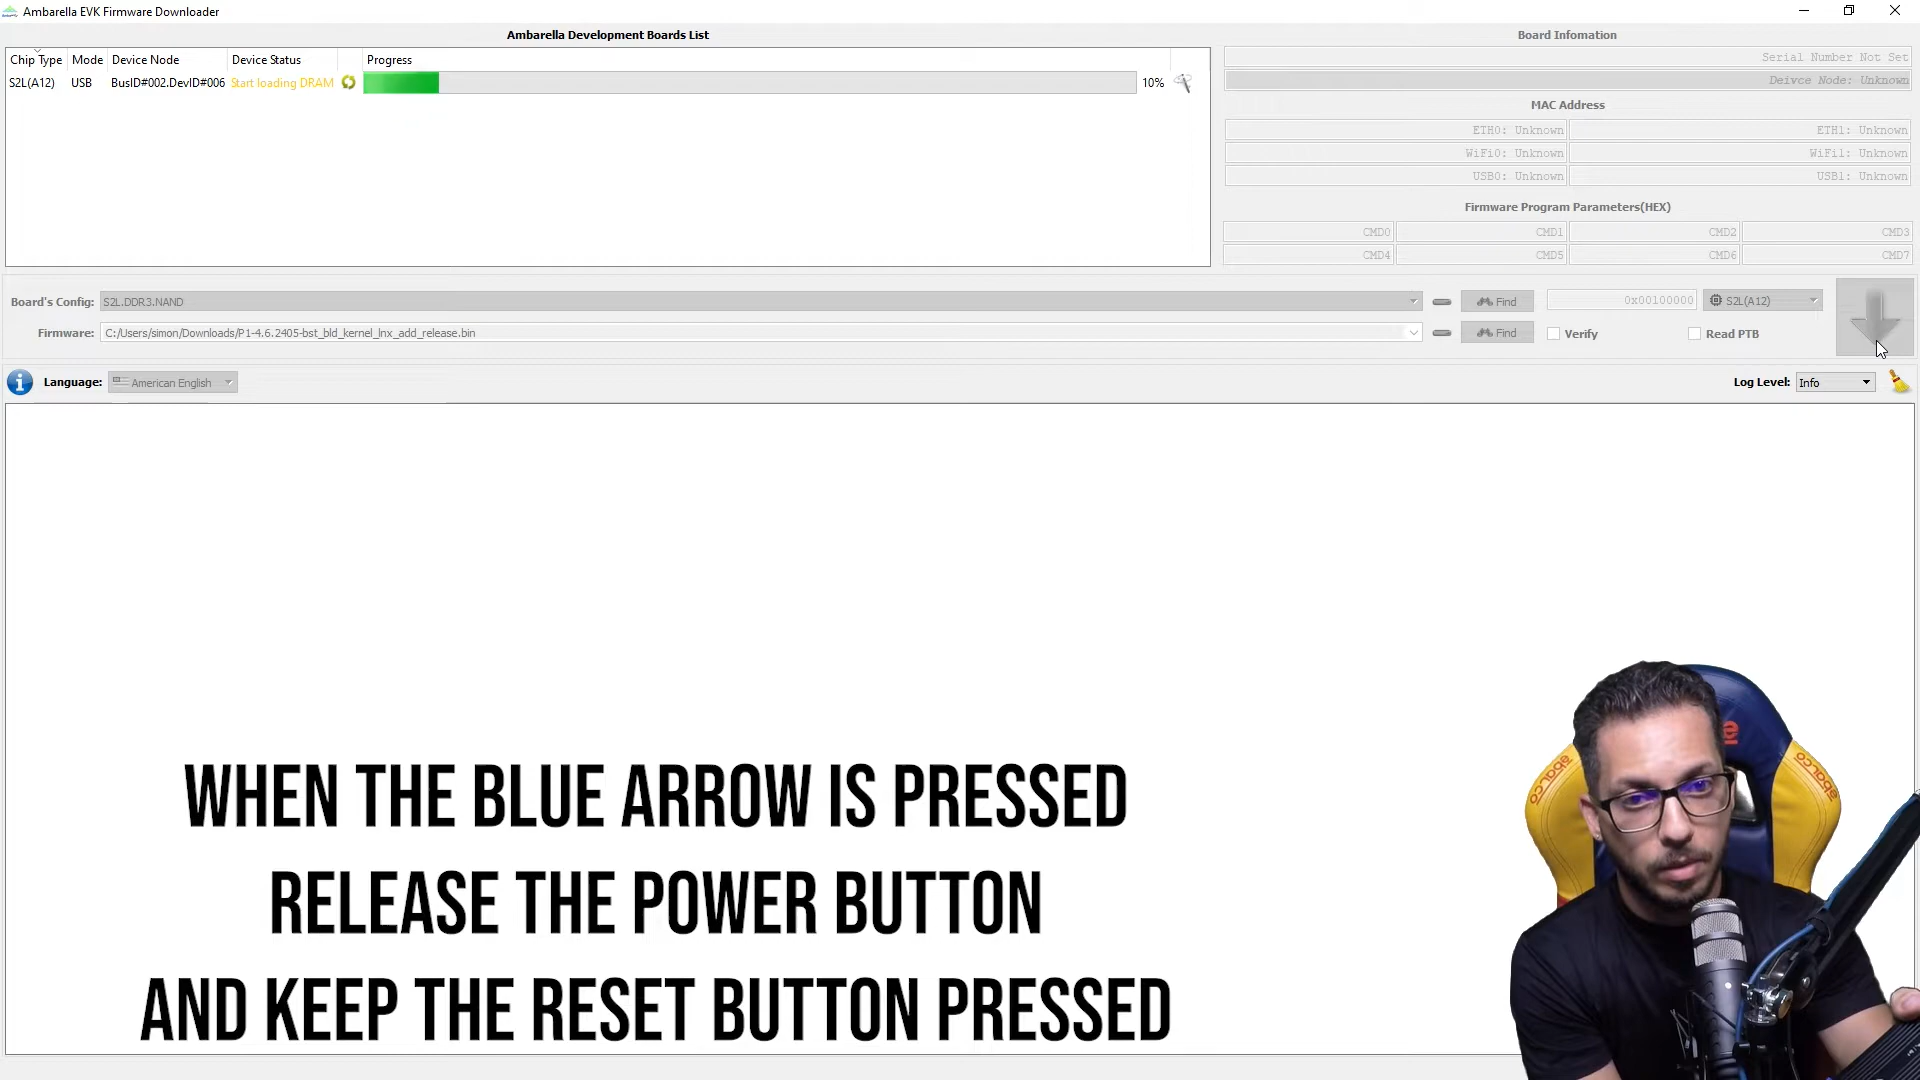 Ambarella EVK Firmware Downloader
Ambarella Development Boards List
Chip Type Mode Device Node Device Status Progress
S2L(A12) USB BusID#002.DevID#006 Start loading DRAM 10%
Board Infomation
Serial Number Not Set
Deivce Node: Unknown
MAC Address
ETH0: Unknown ETH1: Unknown
WiFi0: Unknown WiFi1: Unknown
USB0: Unknown USB1: Unknown
Firmware Program Parameters(HEX)
CMD0 CMD1 CMD2 CMD3
CMD4 CMD5 CMD6 CMD7
Board's Config: S2L.DDR3.NAND Find 0x00100000 S2L(A12)
Firmware: C:/Users/simon/Downloads/P1-4.6.2405-bst_bld_kernel_lnx_add_release.bin Find Verify Read PTB
Language: American English Log Level: Info
WHEN THE BLUE ARROW IS PRESSED
RELEASE THE POWER BUTTON
AND KEEP THE RESET BUTTON PRESSED